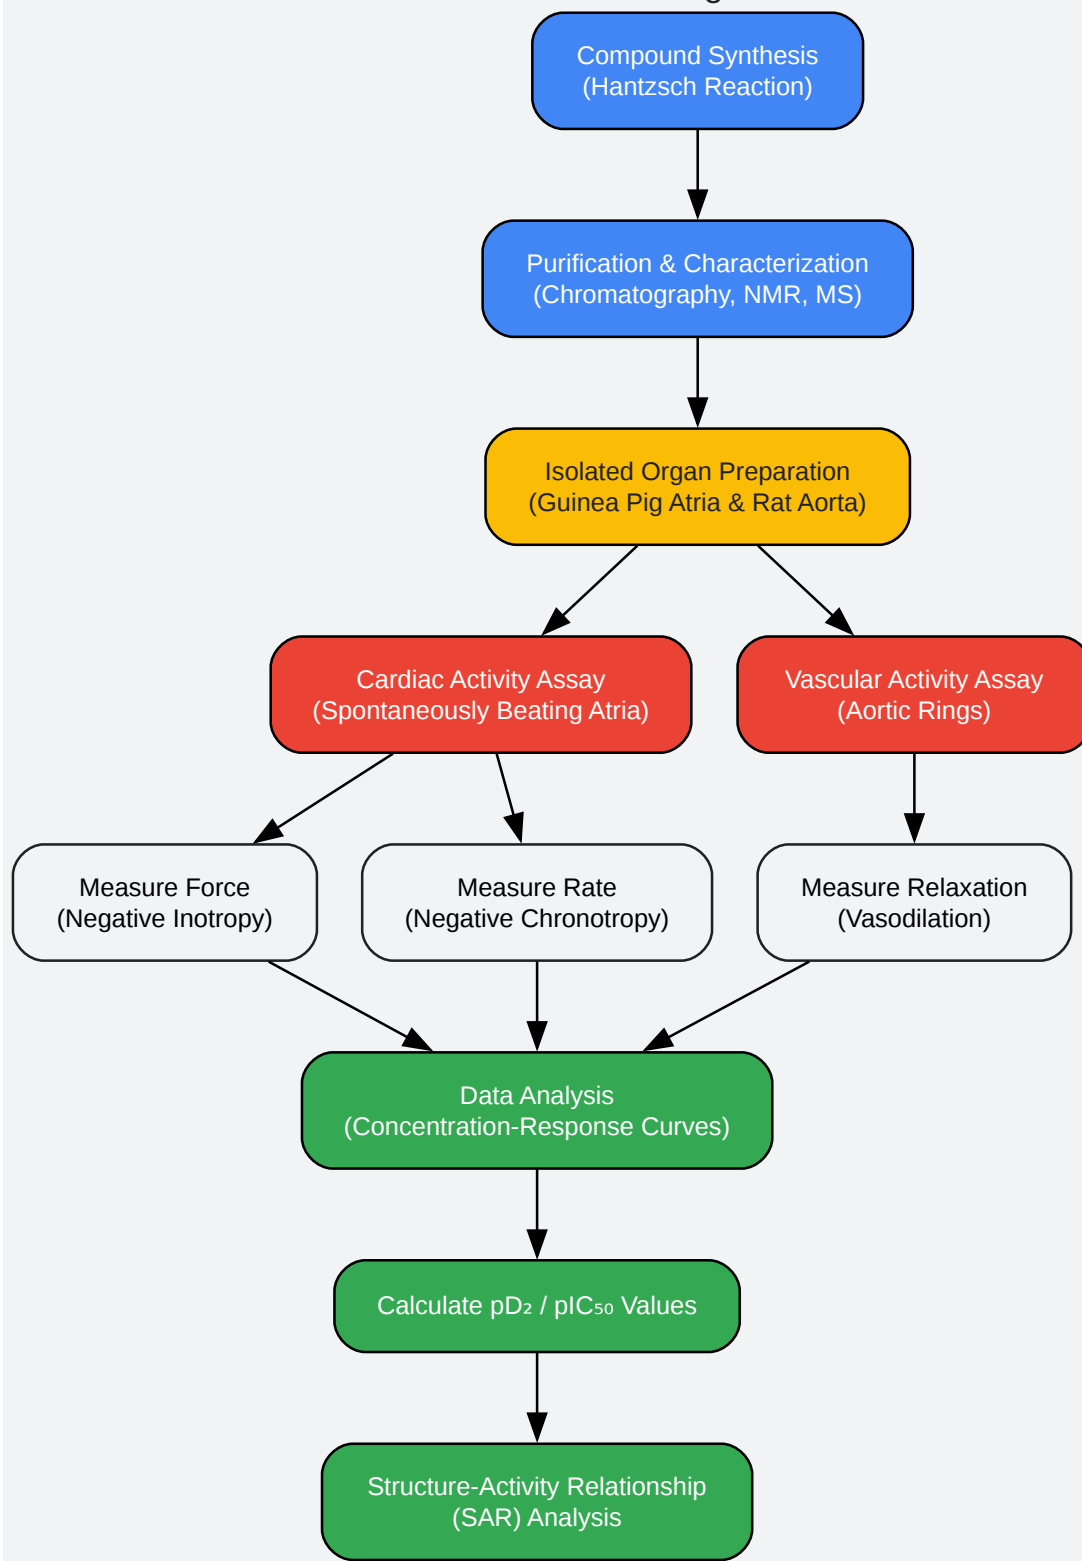 Compound Synthesis
(Hantzsch Reaction)
Purification & Characterization
(Chromatography, NMR, MS)
Isolated Organ Preparation
(Guinea Pig Atria & Rat Aorta)
Cardiac Activity Assay
(Spontaneously Beating Atria)
Vascular Activity Assay
(Aortic Rings)
Measure Force
(Negative Inotropy)
Measure Rate
(Negative Chronotropy)
Measure Relaxation
(Vasodilation)
Data Analysis
(Concentration-Response Curves)
Calculate pD₂ / pIC₅₀ Values
Structure-Activity Relationship
(SAR) Analysis